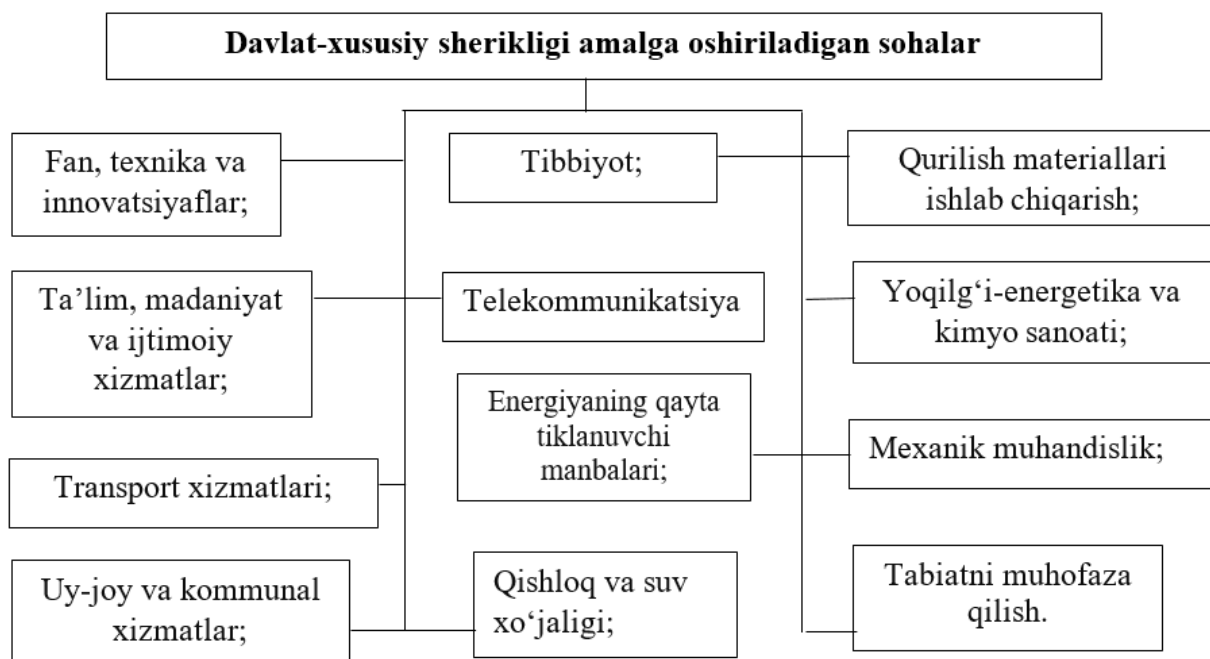 Davlat-xususiy sherikligi amalga oshiriladigan sohalar
Fan, texnika va
innovatsiyaflar;
Tibbiyot;
Qurilish materiallari
ishlab chiqarish;
Ta’lim, madaniyat
va ijtimoiy
xizmatlar;
Telekommunikatsiya
Yoqilg‘i-energetika va
kimyo sanoati;
Transport xizmatlari;
Energiyaning qayta
tiklanuvchi
manbalari;
Mexanik muhandislik;
Uy-joy va kommunal
xizmatlar;
Qishloq va suv
xo‘jaligi;
Tabiatni muhofaza
qilish.